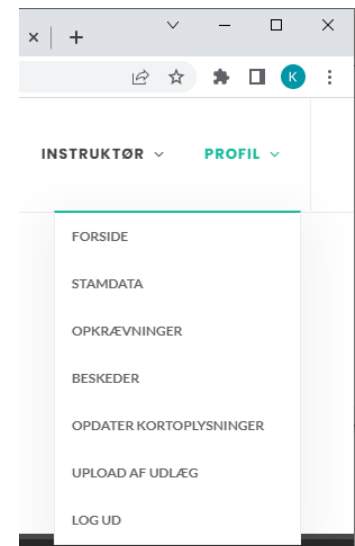 K
INSTRUKTØR PROFIL
FORSIDE
STAMDATA
OPKRÆVNINGER
BESKEDER
OPDATER KORTOPLYSNINGER
UPLOAD AF UDLÆG
LOG UD